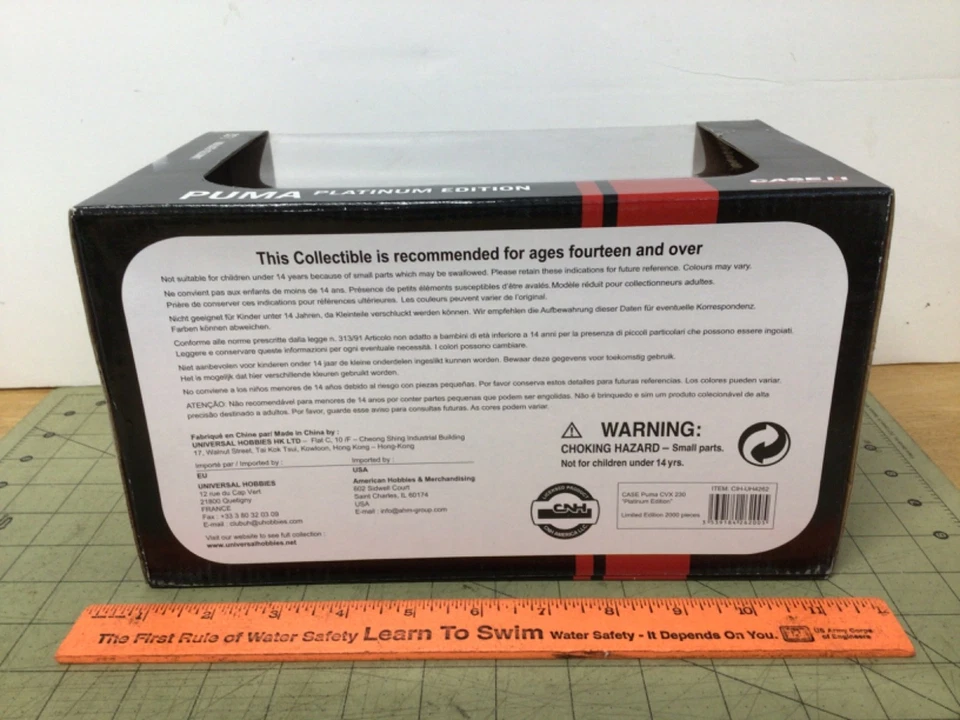 PUMA PLATINUM EDITION
CASE IH
This Collectible is recommended for ages fourteen and over
Not suitable for children under 14 years because of small parts which may be swallowed. Please retain these indications for future reference. Colours may vary.
Ne convient pas aux enfants de moins de 14 ans. Présence de petits éléments susceptibles d'être avalés. Modèle réduit pour collectionneurs adultes.
Prière de conserver ces indications pour références ultérieures. Les couleurs peuvent varier de l'original.
Nicht geeignet für Kinder unter 14 Jahren, da Kleinteile verschluckt werden können. Wir empfehlen die Aufbewahrung dieser Daten für eventuelle Korrespondenz.
Farben können abweichen.
Conforme alle norme prescritte dalla legge n. 313/91 Articolo non adatto a bambini di età inferiore a 14 anni per la presenza di piccoli particolari che possono essere ingoiati.
Leggere e conservare queste informazioni per ogni eventuale necessità. I colori possono cambiare.
Niet aanbevolen voor kinderen onder 14 jaar de kleine onderdelen ingeslikt kunnen worden. Bewaar deze gegevens voor toekomstig gebruik.
Het is mogelijk dat hier verschillende kleuren gebruikt worden.
No conviene a los niños menores de 14 años debido al riesgo con piezas pequeñas. Por favor conserva estos detalles para futuras referencias. Los colores pueden variar.
ATENÇÃO: Não recomendável para menores de 14 anos por conter partes pequenas que podem ser engolidas. Não é brinquedo e sim um produto colecionável de alta
precisão destinado a adultos. Por favor, guarde esse aviso para consultas futuras. As cores podem variar.
Fabriqué en Chine par/ Made in China by :
UNIVERSAL HOBBIES HK LTD – Flat C, 10 /F – Cheong Shing Industrial Building
17, Walnut Street, Tai Kok Tsui, Kowloon, Hong Kong – Hong-Kong
Importé par / Imported by :
EU
UNIVERSAL HOBBIES
12 rue du Cap Vert
21800 Quetigny
FRANCE
Fax : +33 3 80 32 03 09
E-mail : clubuh@uhobbies.com
Visit our website to see full collection :
www.universalhobbies.net
Imported by :
USA
American Hobbies & Merchandising
602 Sidwell Court
Saint Charles, IL 60174
USA
E-mail : info@ahm-group.com
WARNING:
CHOKING HAZARD – Small parts.
Not for children under 14 yrs.
LICENSED PRODUCT
CNH
CNH AMERICA LLC
ITEM: CIH-UH4262
CASE Puma CVX 230
"Platinum Edition"
Limited Edition 2000 pieces
1 2 3 4 5 6 7 8 9 10 11
The First Rule of Water Safety Learn To Swim Water Safety - It Depends On You.
US Army Corps
of Engineers